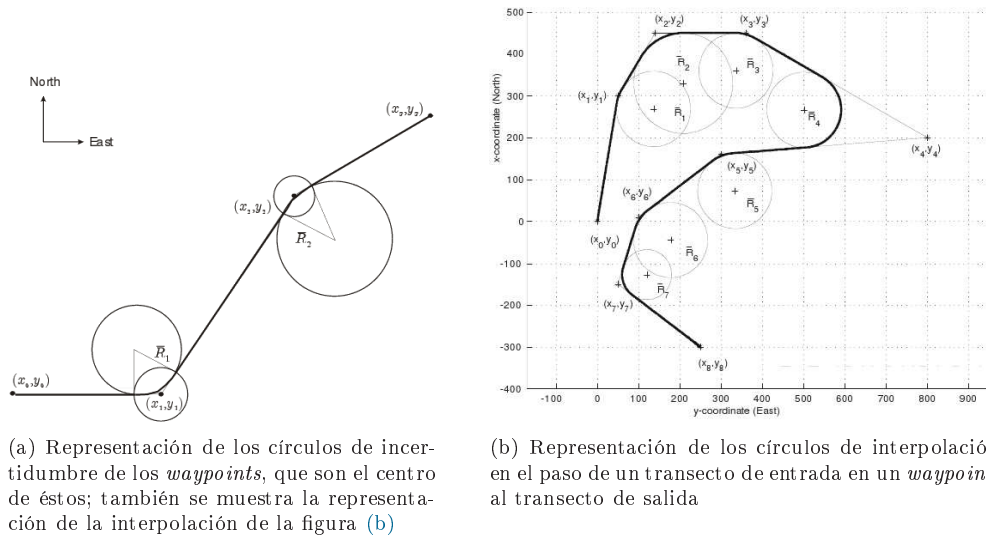 North
East
(x₀,y₀)
R̄₁
(x₁,y₁)
(x₂,y₂)
R̄₂
(x₃,y₃)
(a) Representación de los círculos de incer-
tidumbre de los waypoints, que son el centro
de éstos; también se muestra la representa-
ción de la interpolación de la figura (b)
500
400
300
200
100
0
-100
-200
-300
-400
x-coordinate (North)
-100 0 100 200 300 400 500 600 700 800 900
y-coordinate (East)
(x₂,y₂)
(x₃,y₃)
R̄₂
R̄₃
(x₁,y₁)
R̄₁
R̄₄
(x₄,y₄)
(x₅,y₅)
(x₆,y₆)
R̄₅
(x₀,y₀)
R̄₆
R̄₇
(x₇,y₇)
(x₈,y₈)
(b) Representación de los círculos de interpolació
en el paso de un transecto de entrada en un waypoin
al transecto de salida